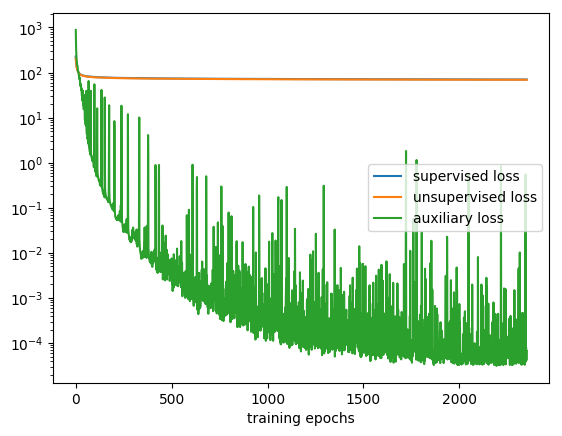 10³
10²
10¹
10⁰
10⁻¹
10⁻²
10⁻³
10⁻⁴
supervised loss
unsupervised loss
auxiliary loss
0 500 1000 1500 2000
training epochs